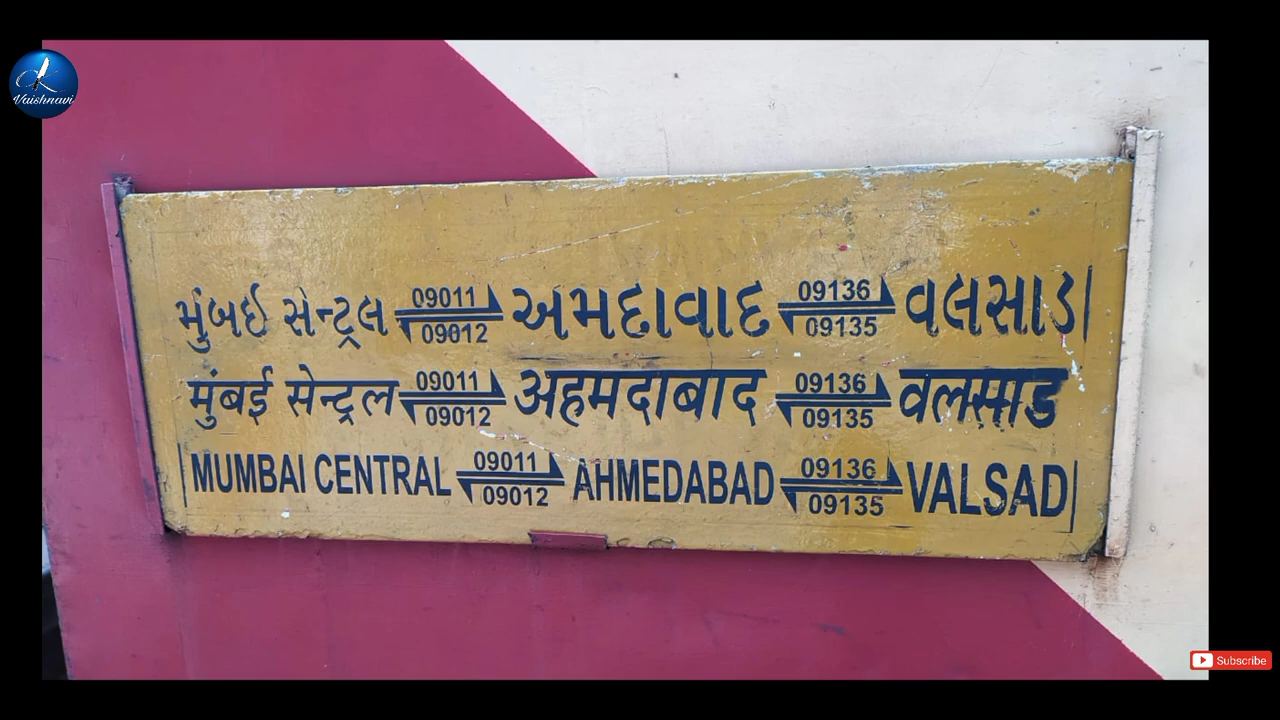 Vaishnavi
મુંબઈ સેન્ટ્રલ 09011 09012 અમદાવાદ 09136 09135 વલસાડ
मुंबई सेन्ट्रल 09011 09012 अहमदाबाद 09136 09135 वलसाड
MUMBAI CENTRAL 09011 09012 AHMEDABAD 09136 09135 VALSAD
Subscribe